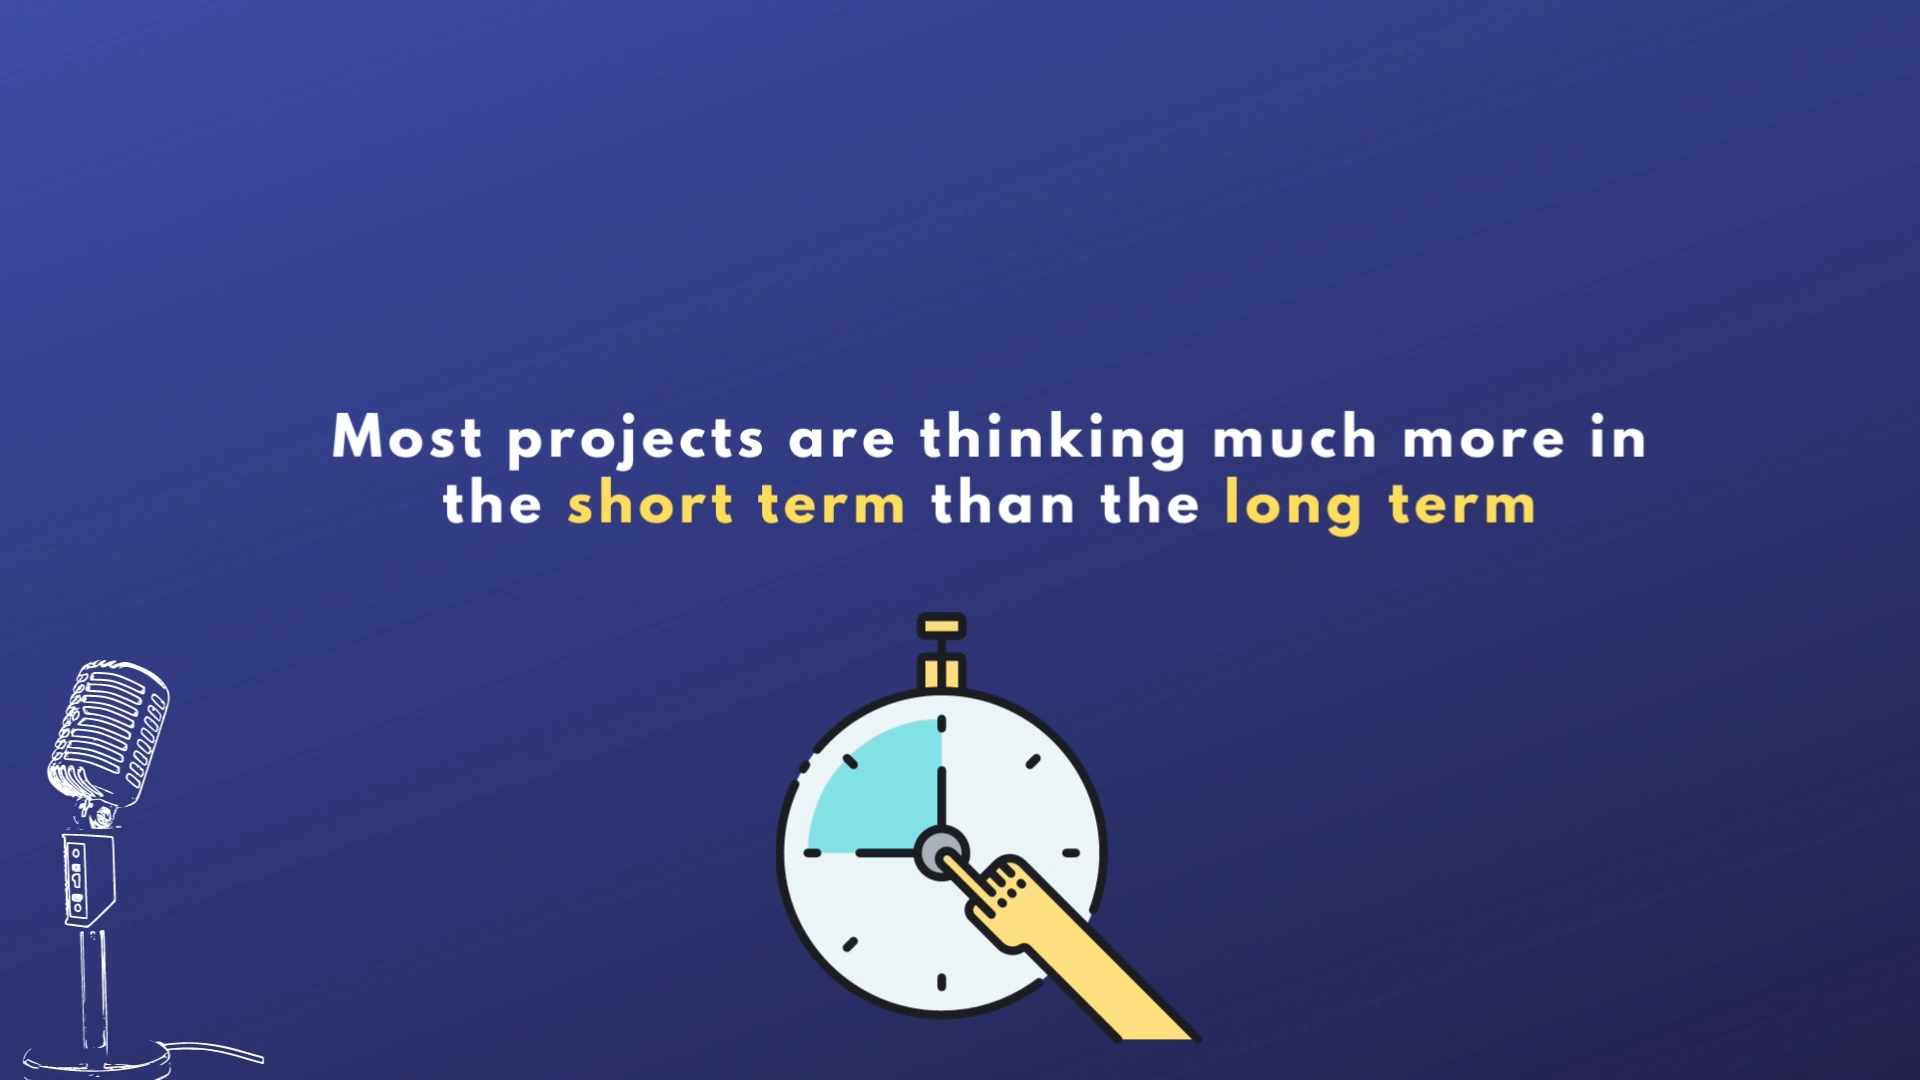 Most projects are thinking much more in
the short term than the long term